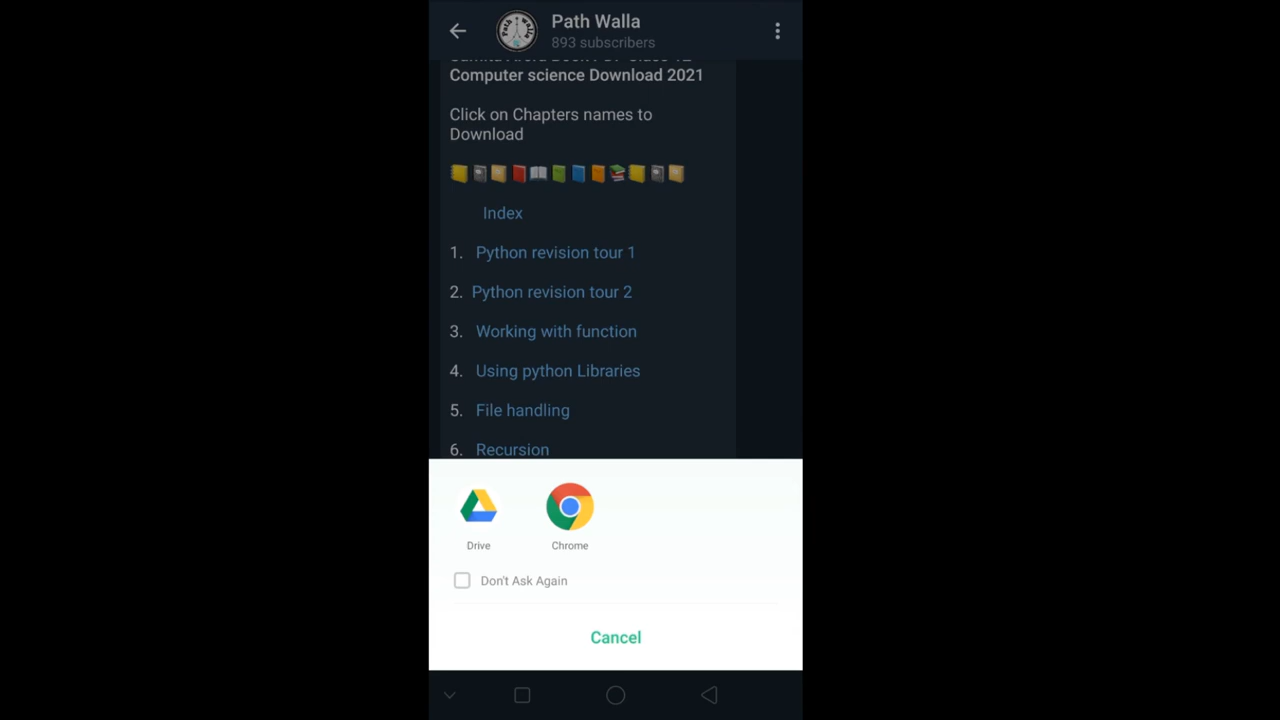 Path Walla
893 subscribers
Computer science Download 2021
Click on Chapters names to
Download
Index
1. Python revision tour 1
2. Python revision tour 2
3. Working with function
4. Using python Libraries
5. File handling
6. Recursion
Drive
Chrome
Don't Ask Again
Cancel